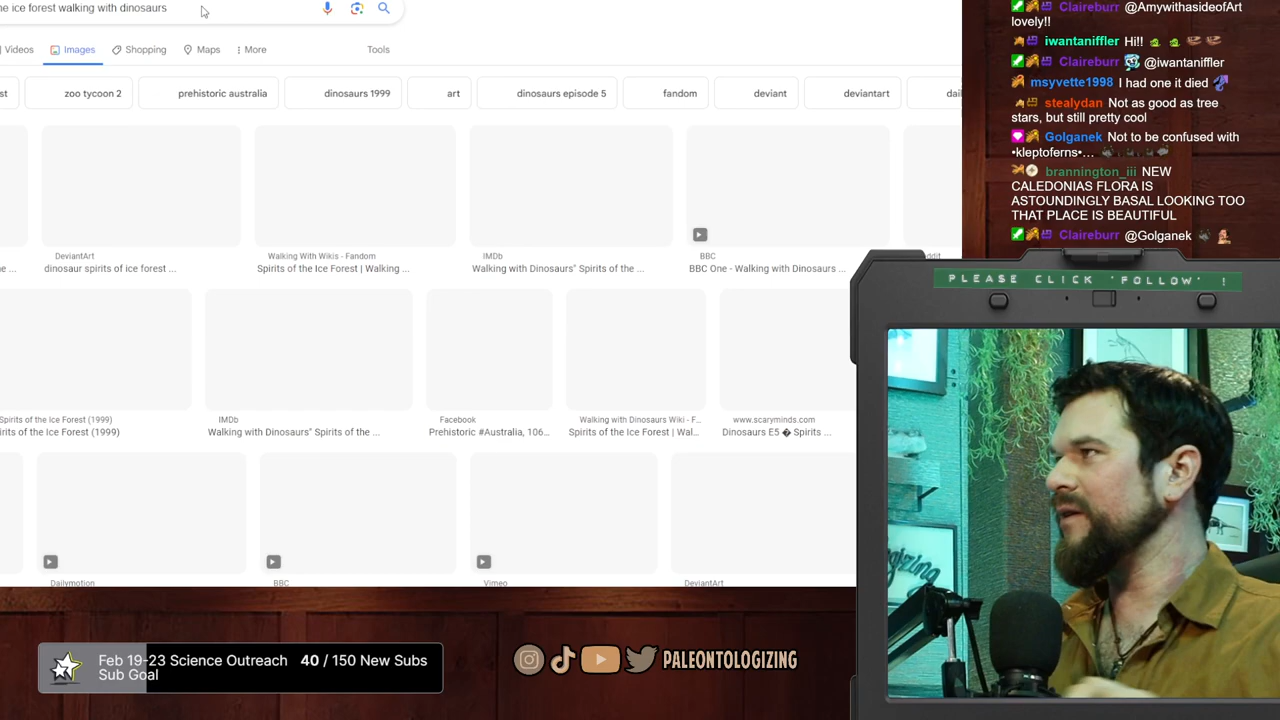 ne ice forest walking with dinosaurs
Videos
Images
Shopping
Maps
More
Tools
st
zoo tycoon 2
prehistoric australia
dinosaurs 1999
art
dinosaurs episode 5
fandom
deviant
deviantart
dail
e ...
DeviantArt
dinosaur spirits of ice forest ...
Walking With Wikis - Fandom
Spirits of the Ice Forest | Walking ...
IMDb
Walking with Dinosaurs" Spirits of the ...
BBC
BBC One - Walking with Dinosaurs ...
ddit
Spirits of the Ice Forest (1999)
irits of the Ice Forest (1999)
IMDb
Walking with Dinosaurs" Spirits of the ...
Facebook
Prehistoric #Australia, 106...
Walking with Dinosaurs Wiki - F...
Spirits of the Ice Forest | Wal...
www.scaryminds.com
Dinosaurs E5 � Spirits ...
Dailymotion
BBC
Vimeo
DeviantArt
Claireburr @AmywithasideofArt
lovely!!
iwantaniffler Hi!!
Claireburr @iwantaniffler
msyvette1998 I had one it died
stealydan Not as good as tree
stars, but still pretty cool
Golganek Not to be confused with
•kleptoferns•...
brannington_iii NEW
CALEDONIAS FLORA IS
ASTOUNDINGLY BASAL LOOKING TOO
THAT PLACE IS BEAUTIFUL
Claireburr @Golganek
PLEASE CLICK 'FOLLOW' !
Feb 19-23 Science Outreach 40 / 150 New Subs
Sub Goal
PALEONTOLOGIZING